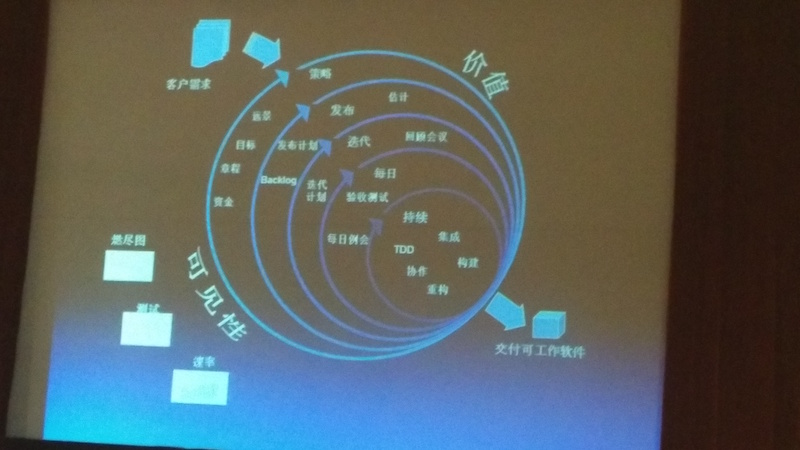 客户需求
价值
策略
估计
远景
发布
目标
发布计划
迭代
回顾会议
章程
Backlog
迭代
计划
每日
验收测试
资金
持续
每日例会
TDD
集成
构建
协作
重构
燃尽图
可见性
测试
速率
交付可工作软件